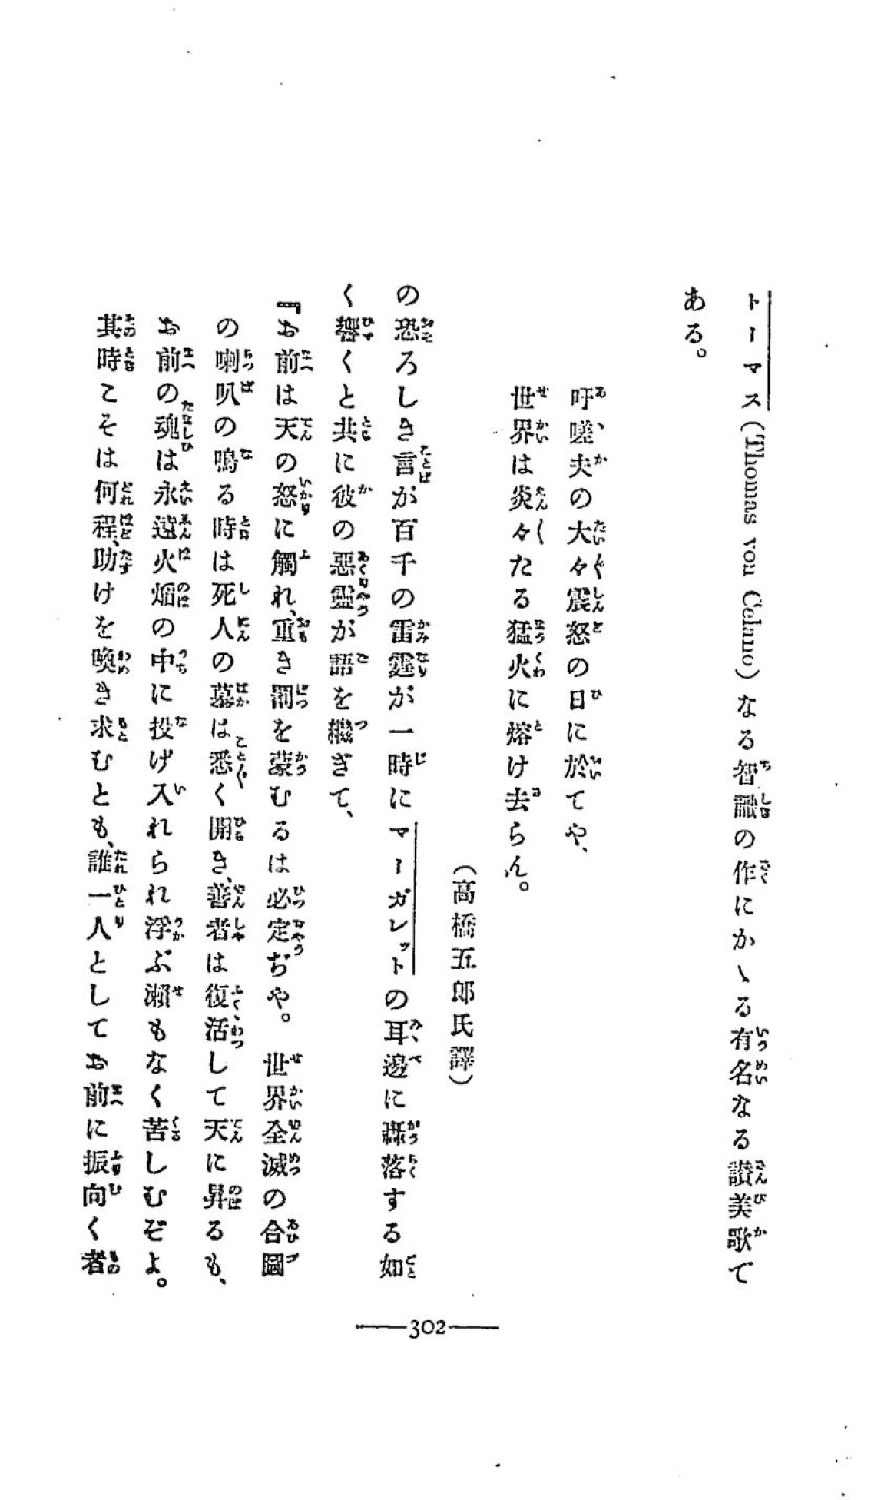 トーマス(Thomas von Celano)なる智識の作にかゝる有名なる讃美歌で
ある。
吁嗟夫の大々震怒の日に於てや、
世界は炎々たる猛火に熔け去らん。
(高橋五郎氏譯)
の恐ろしき言が百千の雷霆が一時にマーガレットの耳邊に轟落する如
く響くと共に彼の惡靈が語を繼ぎて、
『お前は天の怒に觸れ、重き罰を蒙むるは必定ぢや。世界全滅の合圖
の喇叭の鳴る時は死人の墓は悉く開き、善者は復活して天に昇るも、
お前の魂は永遠火焔の中に投げ入れられ浮ぶ瀬もなく苦しむぞよ。
其時こそは何程、助けを喚き求むとも、誰一人としてお前に振向く者
302